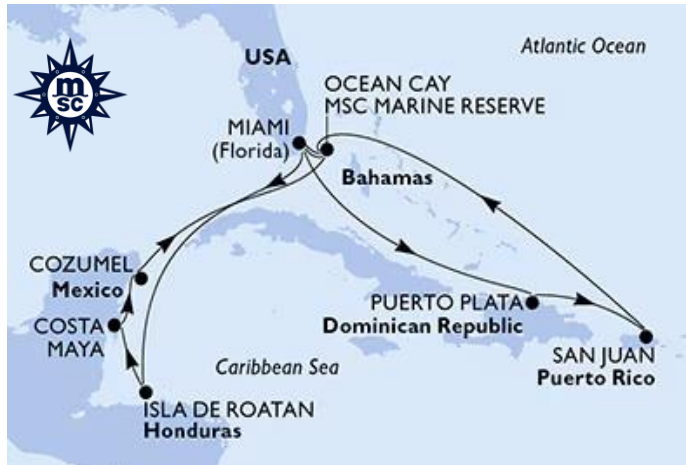 Atlantic Ocean
USA
m
sc
OCEAN CAY
MSC MARINE RESERVE
MIAMI
(Florida)
Bahamas
COZUMEL
Mexico
COSTA
MAYA
PUERTO PLATA
Dominican Republic
SAN JUAN
Puerto Rico
Caribbean Sea
ISLA DE ROATAN
Honduras